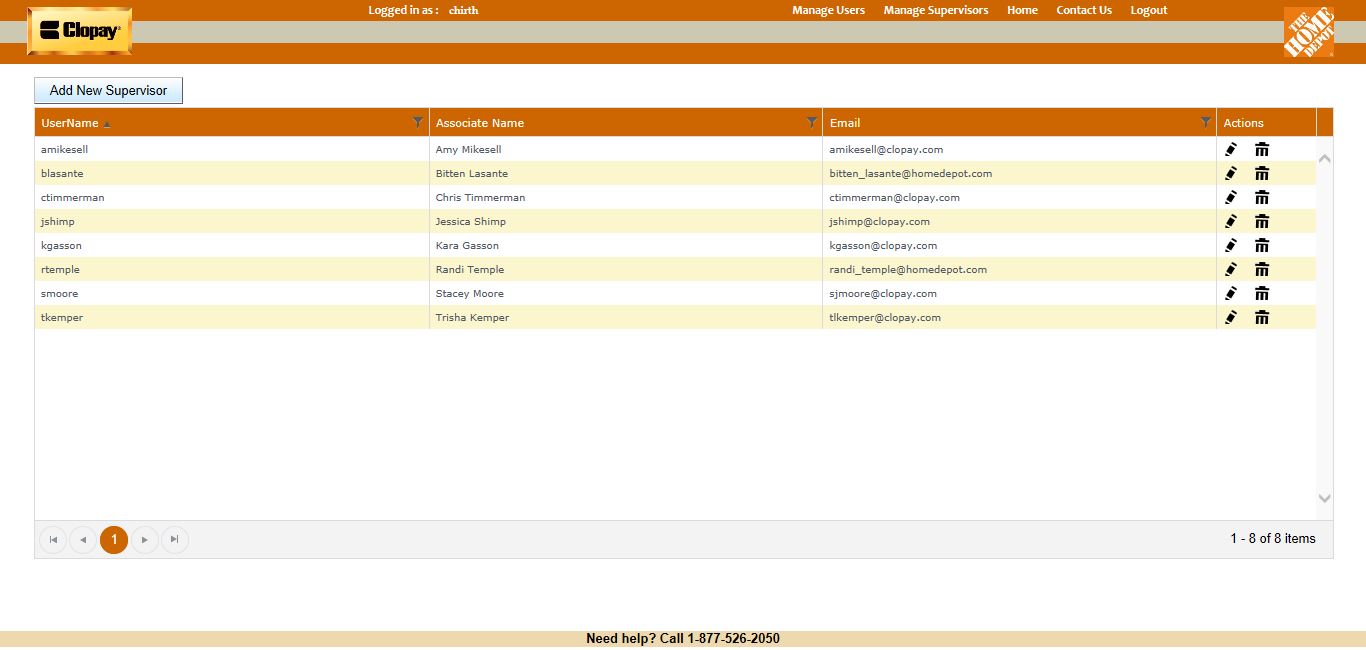 Logged in as : chirth Manage Users Manage Supervisors Home Contact Us Logout
Clopay
THE HOME DEPOT
Add New Supervisor
UserName Associate Name Email Actions
amikesell Amy Mikesell amikesell@clopay.com
blasante Bitten Lasante bitten_lasante@homedepot.com
ctimmerman Chris Timmerman ctimmerman@clopay.com
jshimp Jessica Shimp jshimp@clopay.com
kgasson Kara Gasson kgasson@clopay.com
rtemple Randi Temple randi_temple@homedepot.com
smoore Stacey Moore sjmoore@clopay.com
tkemper Trisha Kemper tlkemper@clopay.com
1 1 - 8 of 8 items
Need help? Call 1-877-526-2050